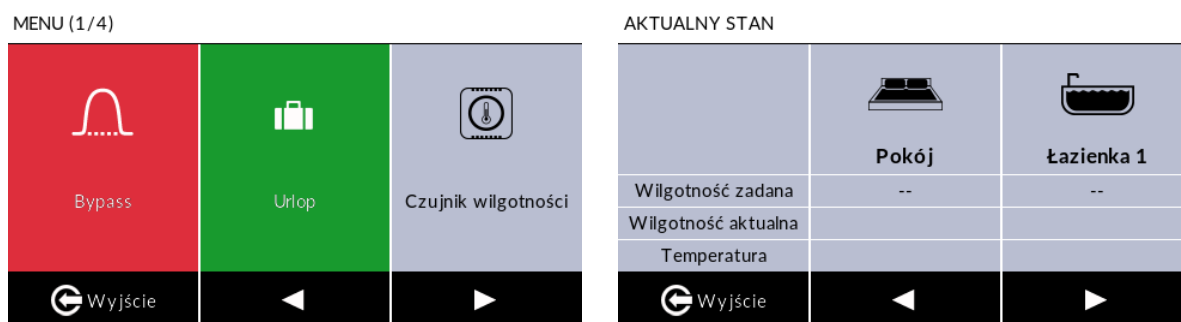 MENU (1/4)
Bypass
Urlop
Czujnik wilgotności
Wyjście
AKTUALNY STAN
Pokój
Łazienka 1
Wilgotność zadana -- --
Wilgotność aktualna
Temperatura
Wyjście